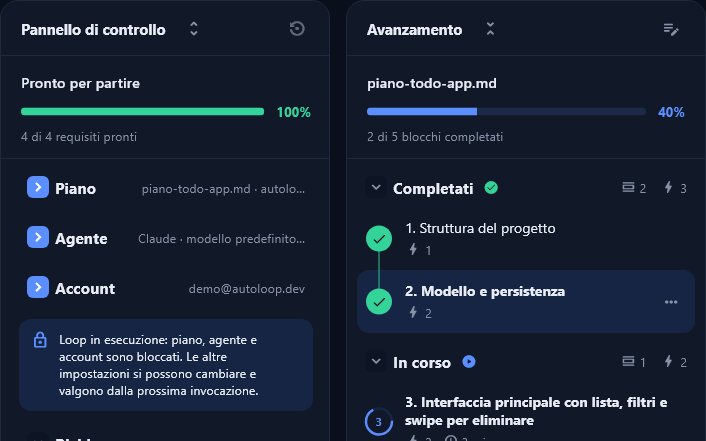 Pannello di controllo
Pronto per partire
100%
4 di 4 requisiti pronti
Piano
piano-todo-app.md · autolo...
Agente
Claude · modello predefinito...
Account
demo@autoloop.dev
Loop in esecuzione: piano, agente e
account sono bloccati. Le altre
impostazioni si possono cambiare e
valgono dalla prossima invocazione.
Avanzamento
piano-todo-app.md
40%
2 di 5 blocchi completati
Completati
2
3
1. Struttura del progetto
1
2. Modello e persistenza
2
In corso
1
2
3
3. Interfaccia principale con lista, filtri e
swipe per eliminare